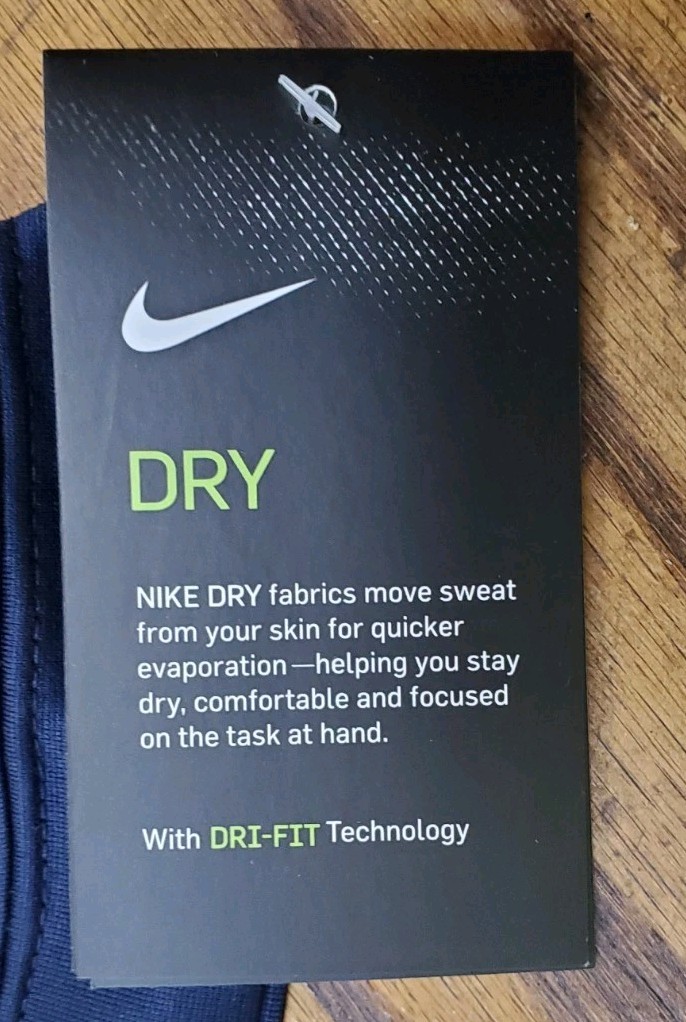 DRY
NIKE DRY fabrics move sweat
from your skin for quicker
evaporation—helping you stay
dry, comfortable and focused
on the task at hand.
With DRI-FIT Technology